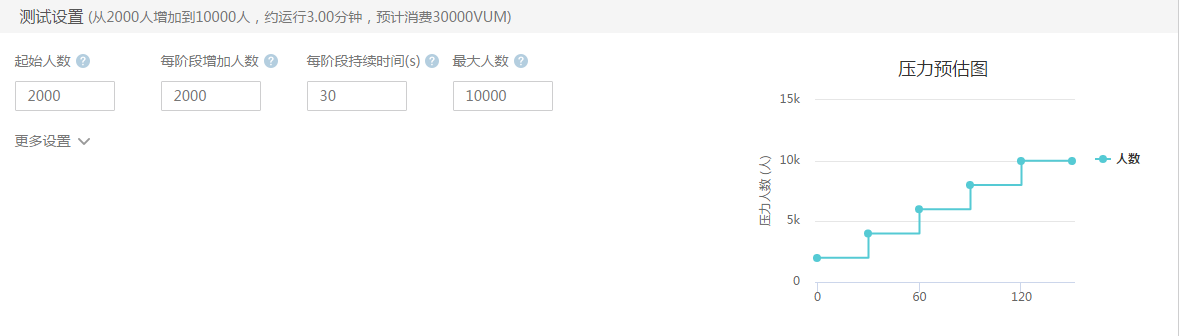 测试设置 (从2000人增加到10000人，约运行3.00分钟，预计消费30000VUM)
起始人数 ? 每阶段增加人数 ? 每阶段持续时间(s) ? 最大人数 ?
2000 2000 30 10000
更多设置
压力预估图
15k
10k
5k
0
压力人数 (人)
0 60 120
人数